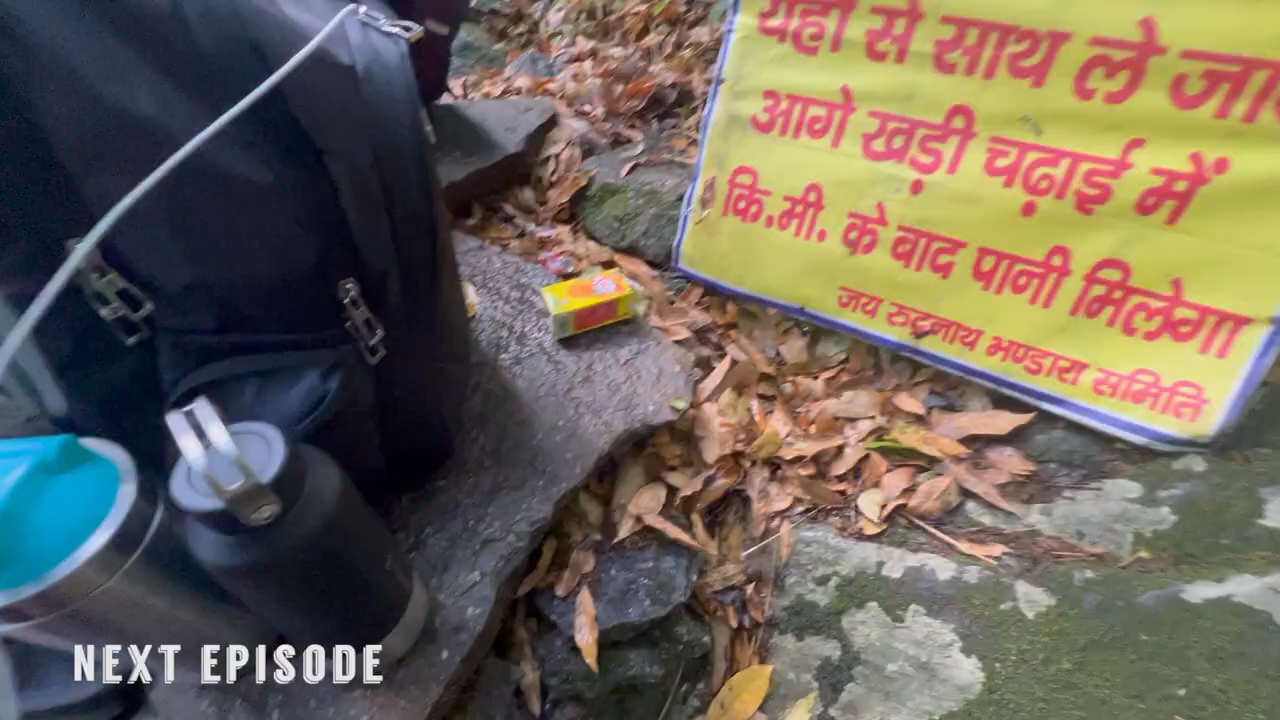 यहाँ से साथ ले
आगे खड़ी चढ़ाई में
कि.मी. के बाद पानी मिलेगा
जय रुद्रनाथ भण्डारा समिति
NEXT EPISODE